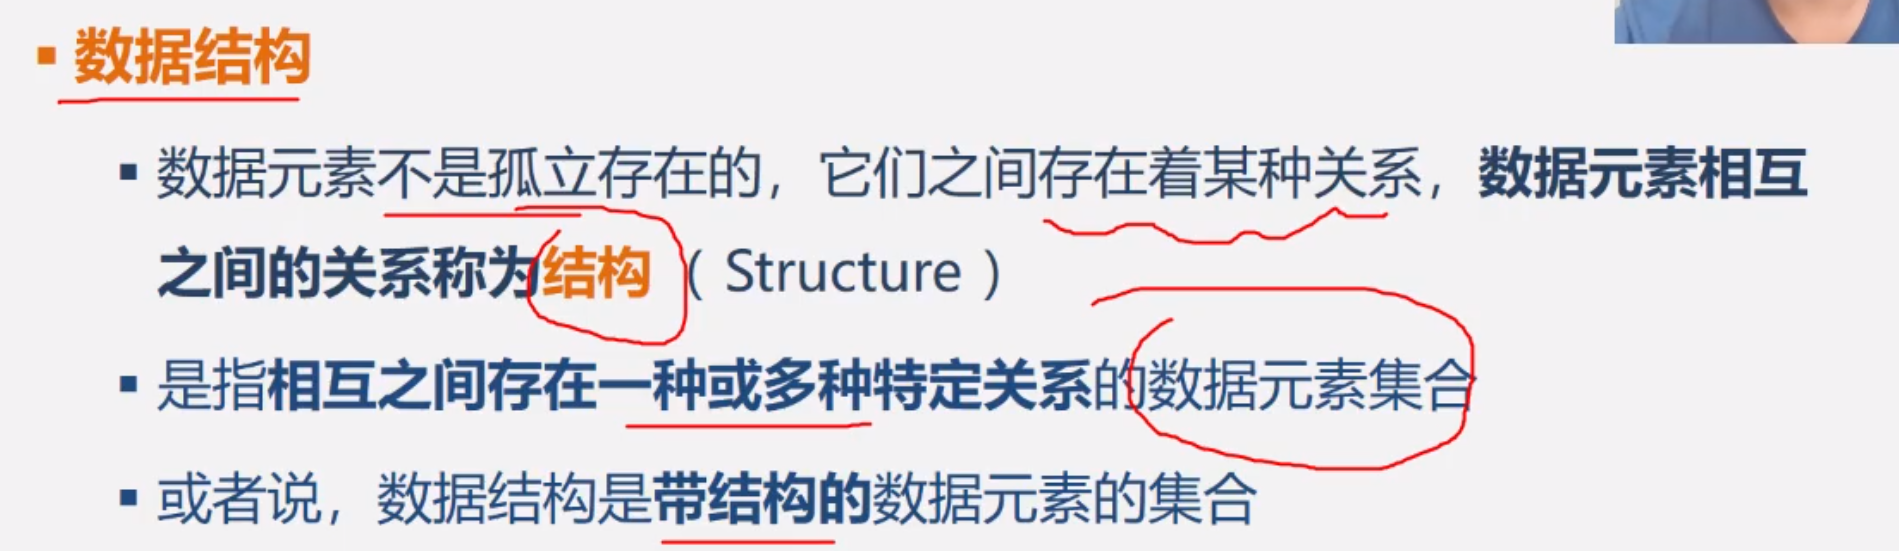 数据结构
数据元素不是孤立存在的，它们之间存在着某种关系，数据元素相互
之间的关系称为结构（Structure）
是指相互之间存在一种或多种特定关系的数据元素集合
或者说，数据结构是带结构的数据元素的集合